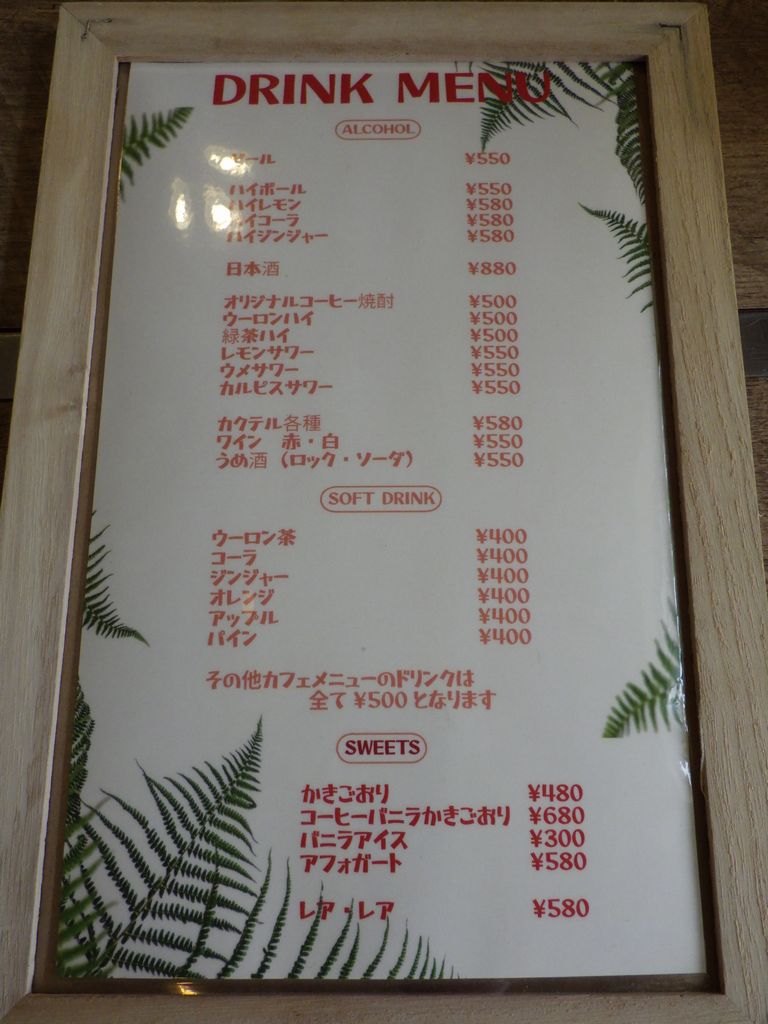 DRINK MENU
ALCOHOL
ビール ¥550
ハイボール ¥550
ハイレモン ¥580
ハイコーラ ¥580
ハイジンジャー ¥580
日本酒 ¥880
オリジナルコーヒー焼酎 ¥500
ウーロンハイ ¥500
緑茶ハイ ¥500
レモンサワー ¥550
ウメサワー ¥550
カルピスサワー ¥550
カクテル各種 ¥580
ワイン 赤・白 ¥550
うめ酒（ロック・ソーダ） ¥550
SOFT DRINK
ウーロン茶 ¥400
コーラ ¥400
ジンジャー ¥400
オレンジ ¥400
アップル ¥400
パイン ¥400
その他カフェメニューのドリンクは
全て ¥500 となります
SWEETS
かきごおり ¥480
コーヒーバニラかきごおり ¥680
バニラアイス ¥300
アフォガート ¥580
レア・レア ¥580